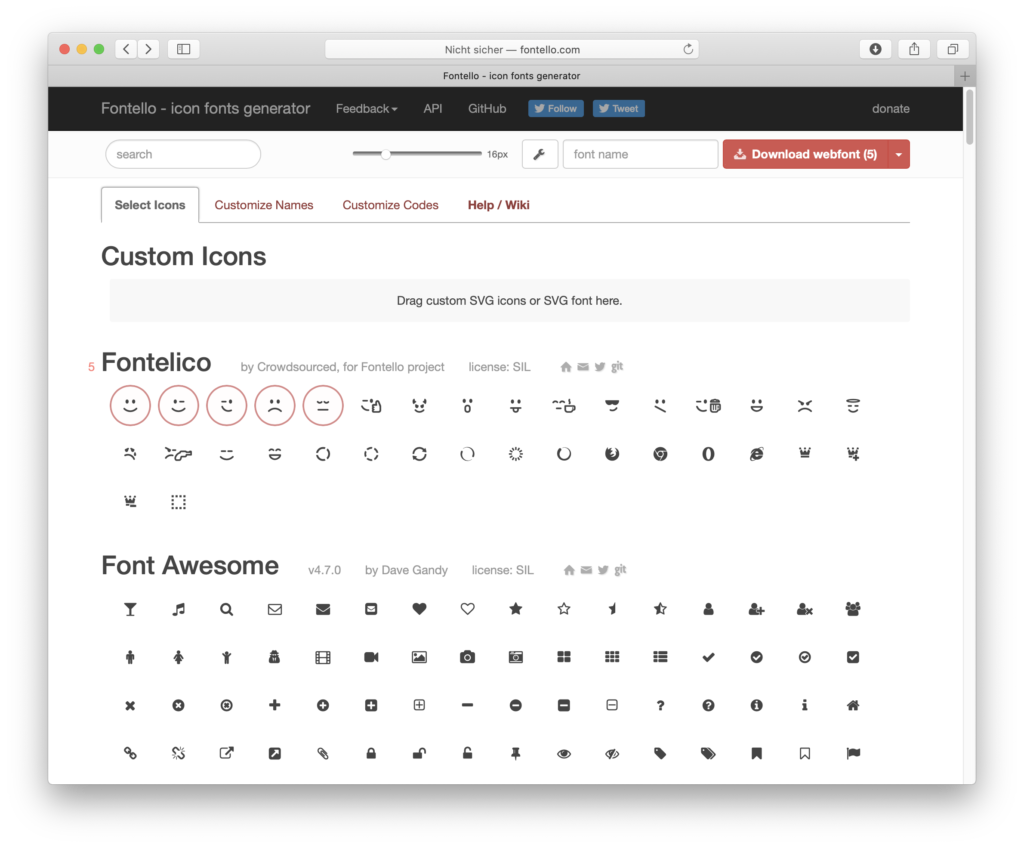 Nicht sicher — fontello.com
Fontello - icon fonts generator
Fontello - icon fonts generator Feedback API GitHub Follow Tweet donate
search 16px font name Download webfont (5)
Select Icons Customize Names Customize Codes Help / Wiki
Custom Icons
Drag custom SVG icons or SVG font here.
5 Fontelico by Crowdsourced, for Fontello project license: SIL git
Font Awesome v4.7.0 by Dave Gandy license: SIL git